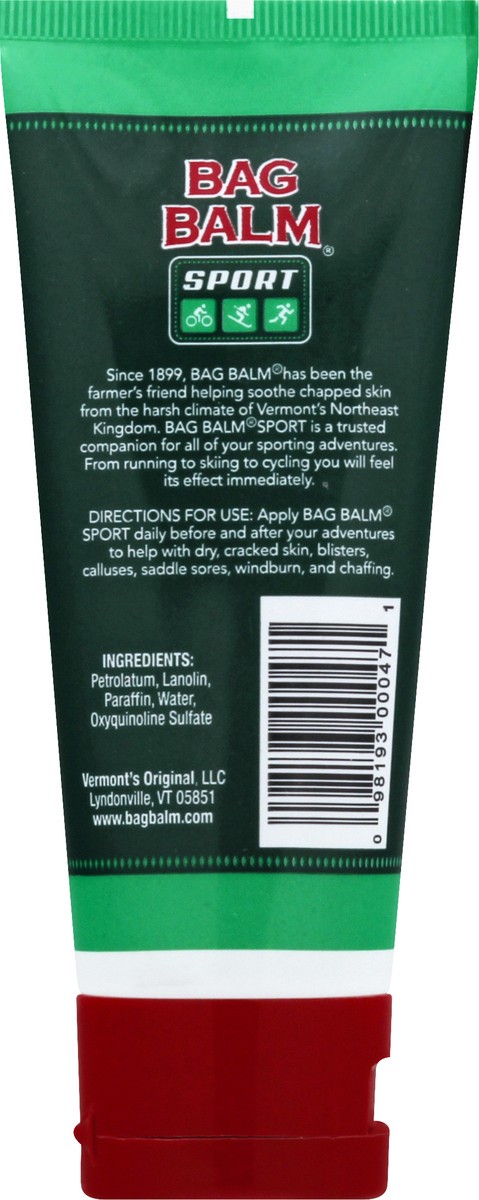 BAG
BALM®
SPORT
Since 1899, BAG BALM® has been the
farmer's friend helping soothe chapped skin
from the harsh climate of Vermont's Northeast
Kingdom. BAG BALM® SPORT is a trusted
companion for all of your sporting adventures.
From running to skiing to cycling you will feel
its effect immediately.
DIRECTIONS FOR USE: Apply BAG BALM®
SPORT daily before and after your adventures
to help with dry, cracked skin, blisters,
calluses, saddle sores, windburn, and chaffing.
INGREDIENTS:
Petrolatum, Lanolin,
Paraffin, Water,
Oxyquinoline Sulfate
Vermont's Original, LLC
Lyndonville, VT 05851
www.bagbalm.com
0 98193 00047 1